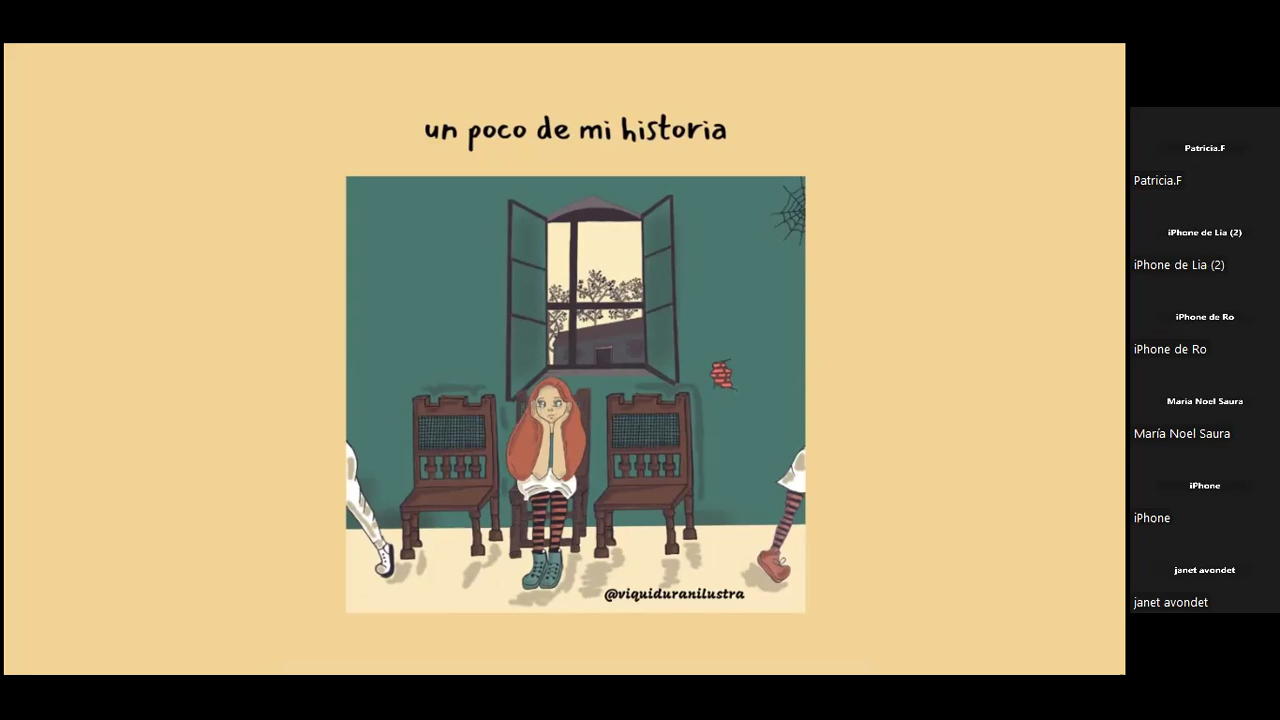 un poco de mi historia
@viquiduranilustra
Patricia.F
Patricia.F
iPhone de Lia (2)
iPhone de Lia (2)
iPhone de Ro
iPhone de Ro
Maria Noel Saura
María Noel Saura
iPhone
iPhone
janet avondet
janet avondet